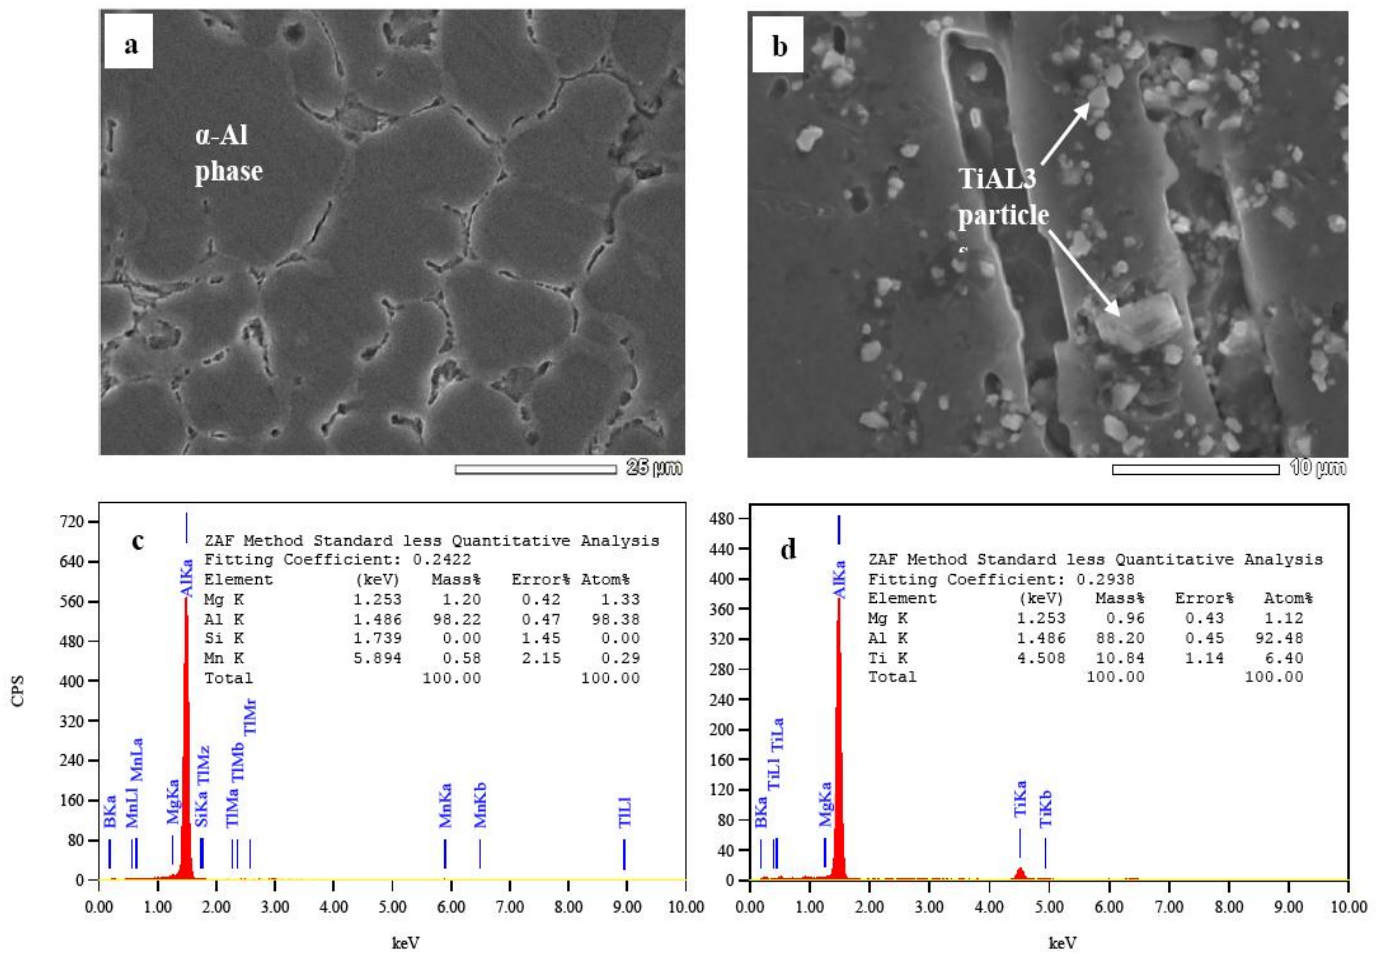 a
α-Al
phase
25 μm
b
TiAL3
particle
s
10 μm
c
ZAF Method Standard less Quantitative Analysis
Fitting Coefficient: 0.2422
Element (keV) Mass% Error% Atom%
Mg K 1.253 1.20 0.42 1.33
Al K 1.486 98.22 0.47 98.38
Si K 1.739 0.00 1.45 0.00
Mn K 5.894 0.58 2.15 0.29
Total 100.00 100.00
720
640
560
480
400
320
240
160
80
0
CPS
BKa
MnLl
MnLa
MgKa
AlKa
SiKa
TlMz
TlMa
TlMb
TlMr
MnKa
MnKb
TlLl
0.00 1.00 2.00 3.00 4.00 5.00 6.00 7.00 8.00 9.00 10.00
keV
d
ZAF Method Standard less Quantitative Analysis
Fitting Coefficient: 0.2938
Element (keV) Mass% Error% Atom%
Mg K 1.253 0.96 0.43 1.12
Al K 1.486 88.20 0.45 92.48
Ti K 4.508 10.84 1.14 6.40
Total 100.00 100.00
480
440
400
360
320
280
240
200
160
120
80
40
0
BKa
TiLl
TiLa
MgKa
AlKa
TiKa
TiKb
0.00 1.00 2.00 3.00 4.00 5.00 6.00 7.00 8.00 9.00 10.00
keV